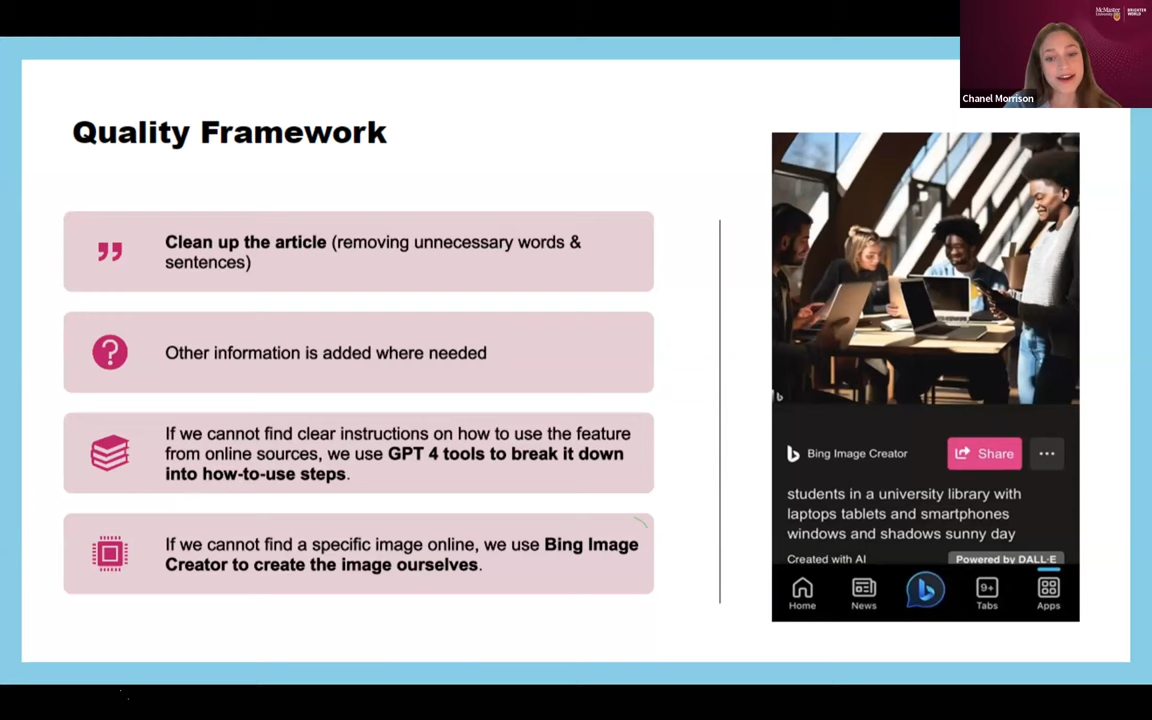 McMaster
University
BRIGHTER
WORLD
Chanel Morrison
Quality Framework
Clean up the article (removing unnecessary words &
sentences)
Other information is added where needed
If we cannot find clear instructions on how to use the feature
from online sources, we use GPT 4 tools to break it down
into how-to-use steps.
If we cannot find a specific image online, we use Bing Image
Creator to create the image ourselves.
Bing Image Creator
Share
students in a university library with
laptops tablets and smartphones
windows and shadows sunny day
Created with AI
Powered by DALL·E
9+
Home
News
Tabs
Apps